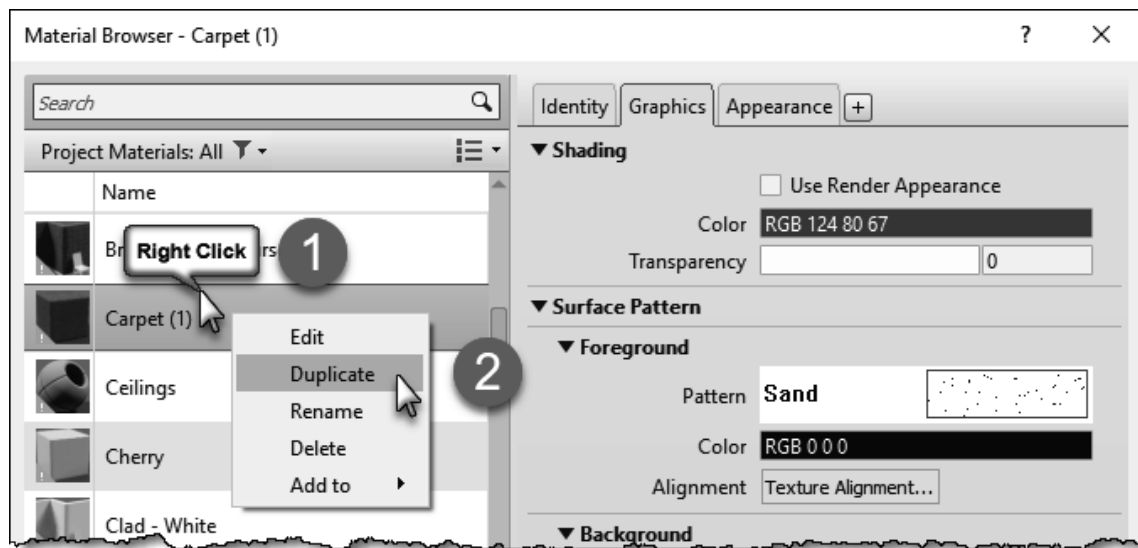 Material Browser - Carpet (1)
? ×
Search
Project Materials: All
Name
Br
rs
Right Click
1
Carpet (1)
Edit
Duplicate
Rename
Delete
Add to
2
Ceilings
Cherry
Clad - White
Identity Graphics Appearance +
Shading
Use Render Appearance
Color RGB 124 80 67
Transparency 0
Surface Pattern
Foreground
Pattern Sand
Color RGB 0 0 0
Alignment Texture Alignment...
Background